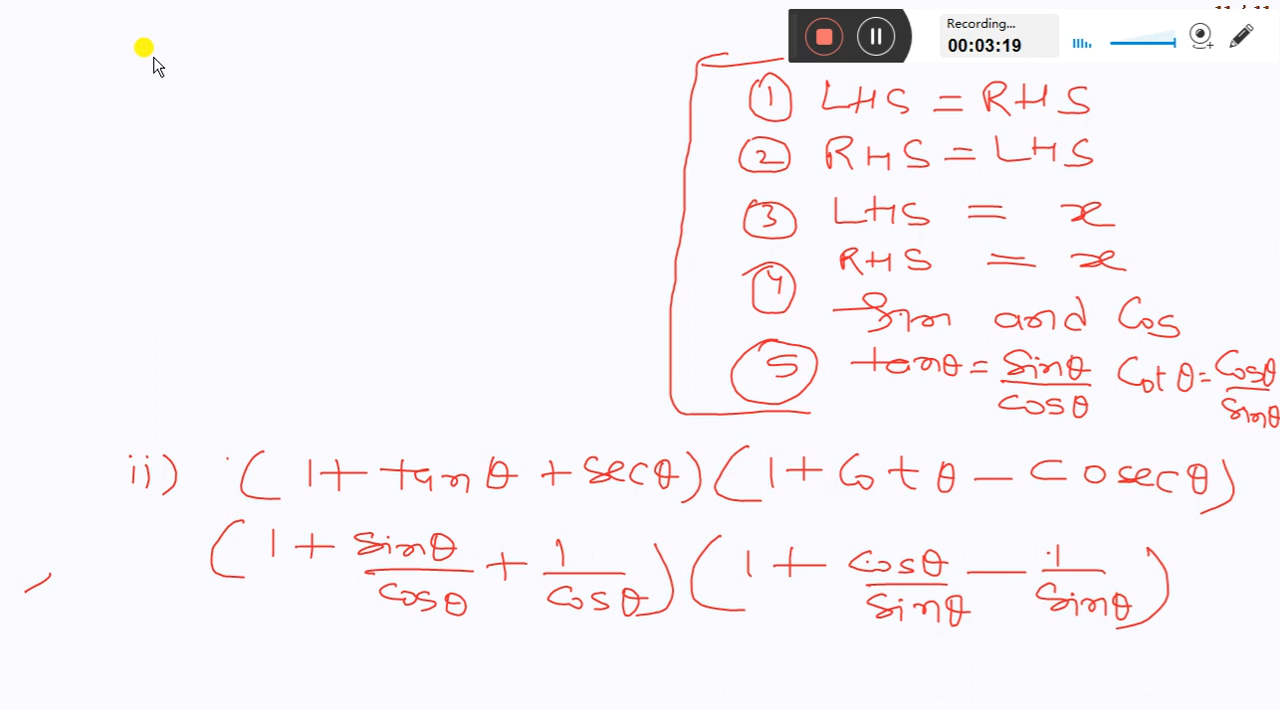 Recording...
00:03:19
① LHS = RHS
② RHS = LHS
③ LHS = x
RHS = x
④ Sin and Cos
⑤ tanθ = Sinθ/COSθ Cot θ = Cosθ/Sinθ
ii) (1 + tanθ + secθ)(1 + Cotθ - Cosecθ)
(1 + Sinθ/Cosθ + 1/Cosθ)(1 + Cosθ/Sinθ - 1/Sinθ)